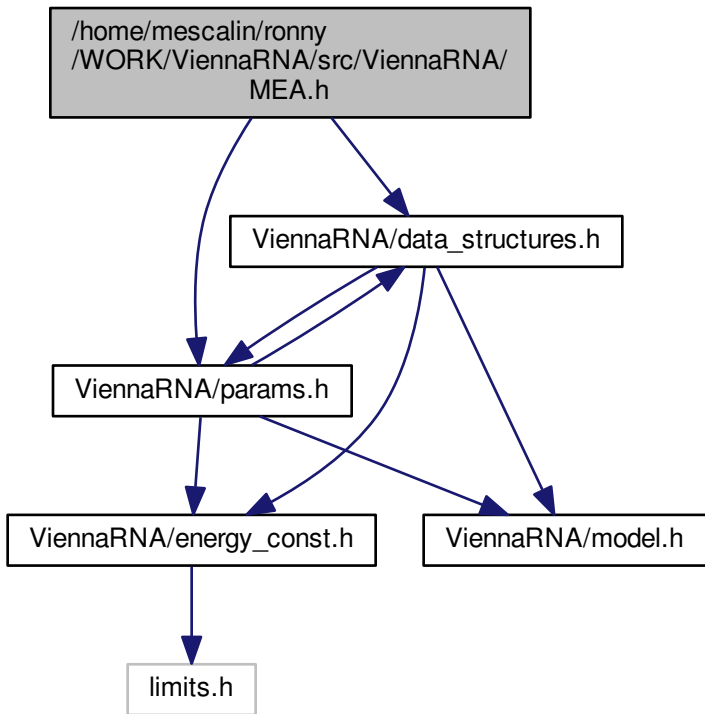 /home/mescalin/ronny
/WORK/ViennaRNA/src/ViennaRNA/
MEA.h
ViennaRNA/data_structures.h
ViennaRNA/params.h
ViennaRNA/energy_const.h
ViennaRNA/model.h
limits.h